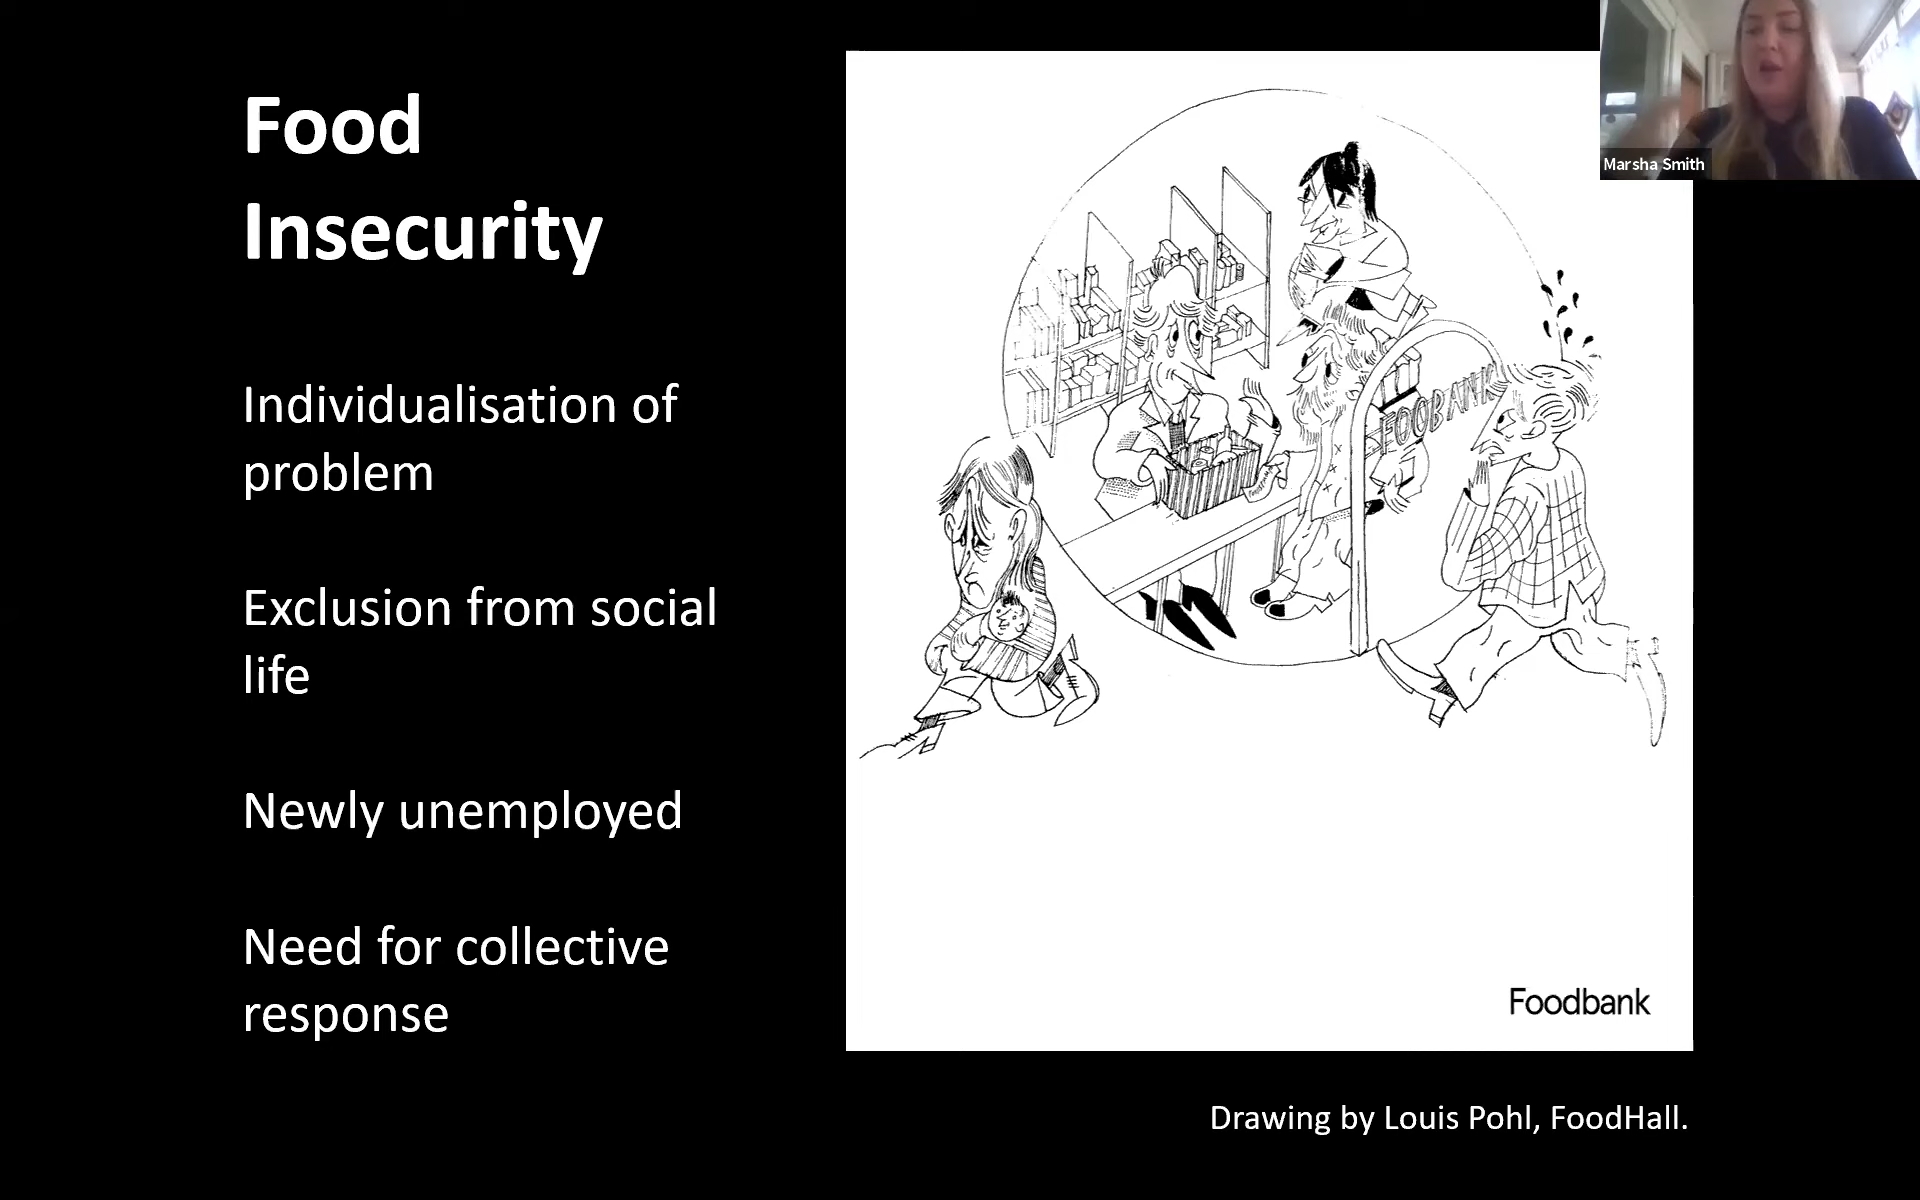 Food
Insecurity
Individualisation of
problem
Exclusion from social
life
Newly unemployed
Need for collective
response
Marsha Smith
FOOBANK
Foodbank
Drawing by Louis Pohl, FoodHall.